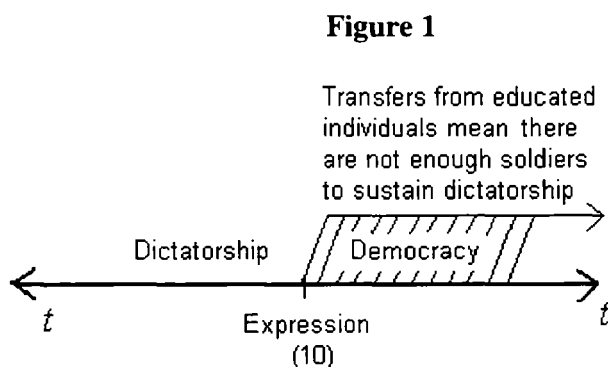 Figure 1
Transfers from educated
individuals mean there
are not enough soldiers
to sustain dictatorship
Dictatorship
Democracy
t
Expression
(10)
t